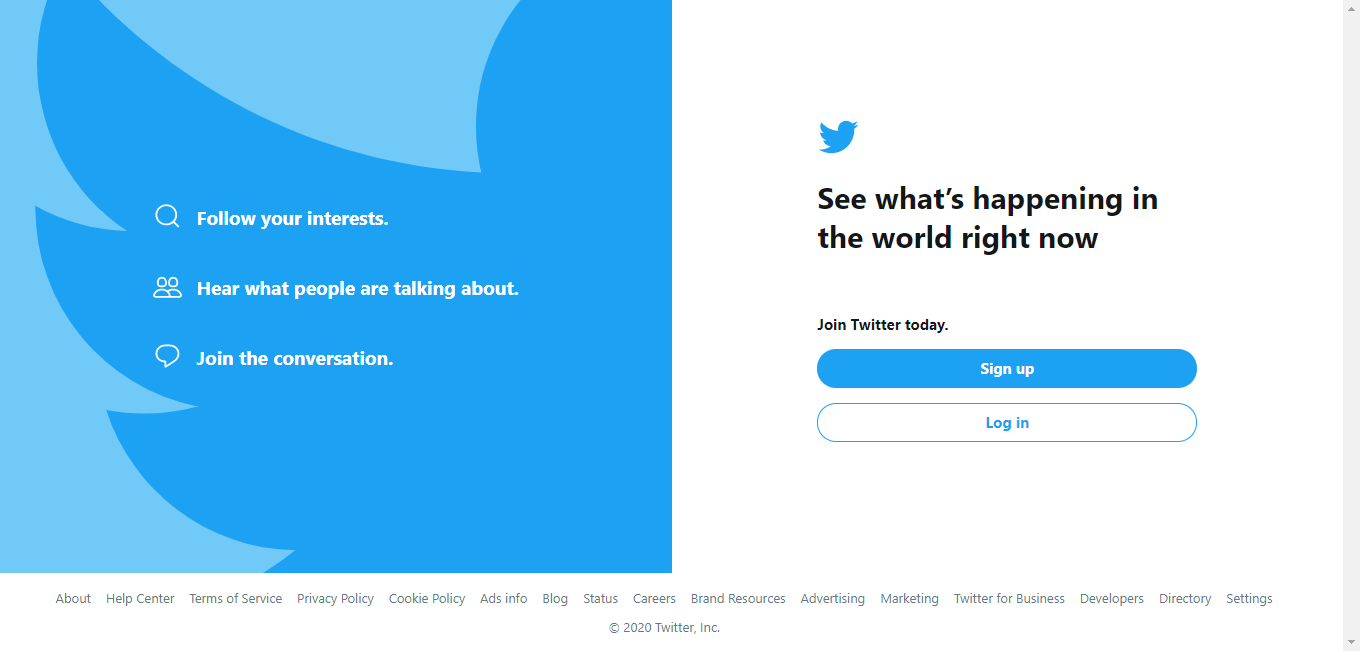 Follow your interests.
Hear what people are talking about.
Join the conversation.
See what’s happening in
the world right now
Join Twitter today.
Sign up
Log in
About Help Center Terms of Service Privacy Policy Cookie Policy Ads info Blog Status Careers Brand Resources Advertising Marketing Twitter for Business Developers Directory Settings
© 2020 Twitter, Inc.